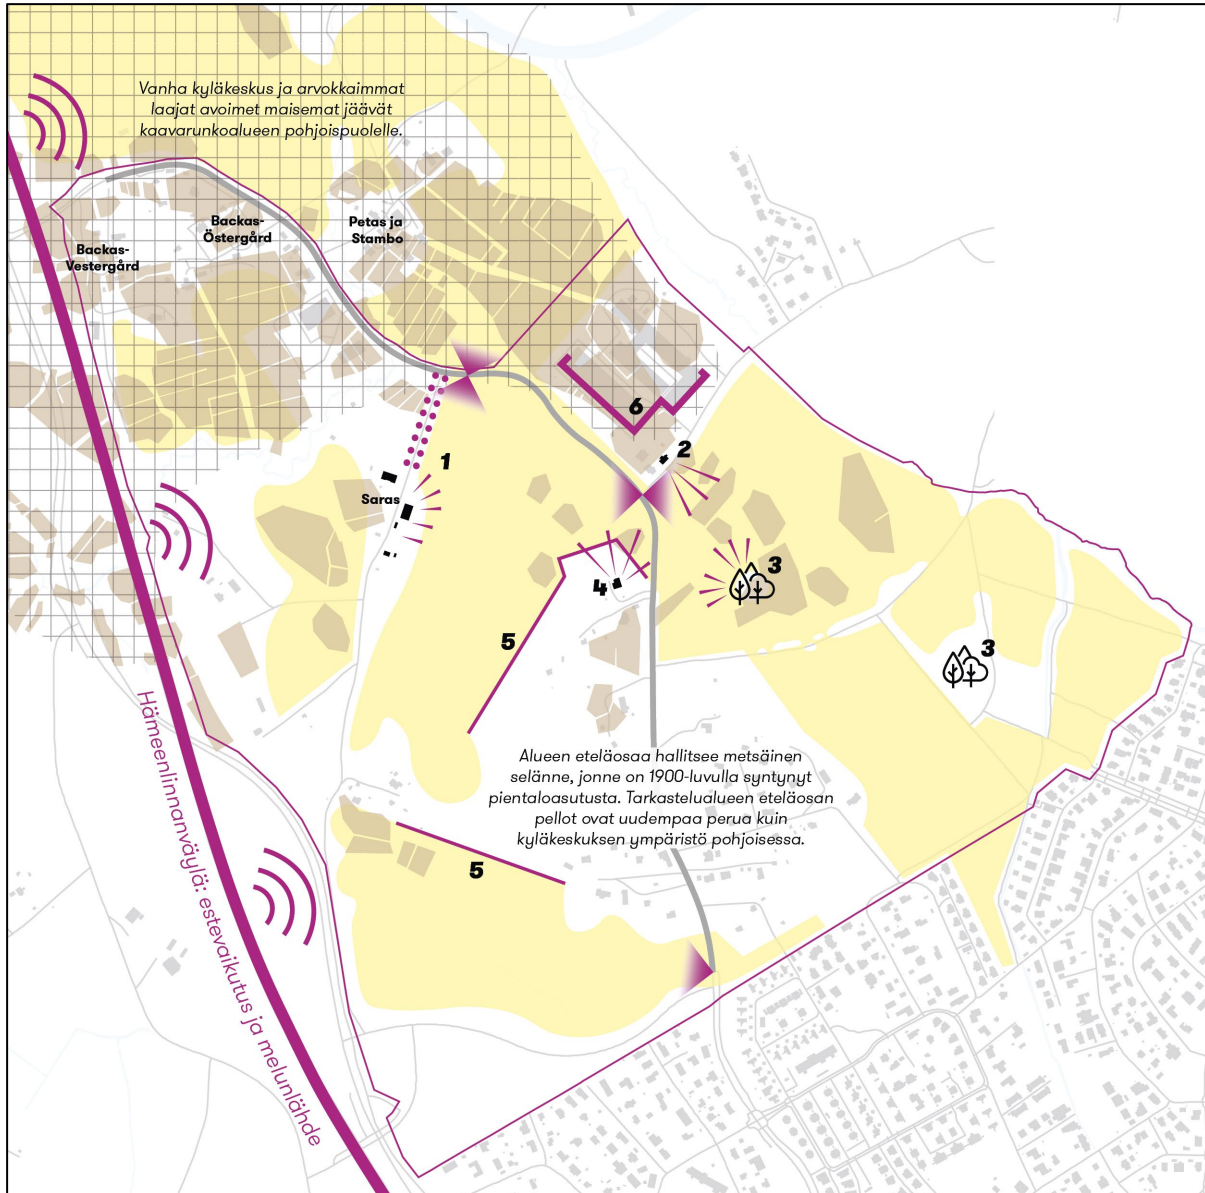 Vanha kyläkeskus ja arvokkaimmat
laajat avoimet maisemat jäävät
kaavarunkoalueen pohjoispuolelle.
Backas-
Östergård
Petas ja
Stambo
Backas-
Vestergård
6
1
2
Saras
3
4
5
3
Hämeenlinnanväylä: estevaikutus ja melunlähde
Alueen eteläosaa hallitsee metsäinen
selänne, jonne on 1900-luvulla syntynyt
pientaloasutusta. Tarkastelualueen eteläosan
pellot ovat uudempaa perua kuin
kyläkeskuksen ympäristö pohjoisessa.
5